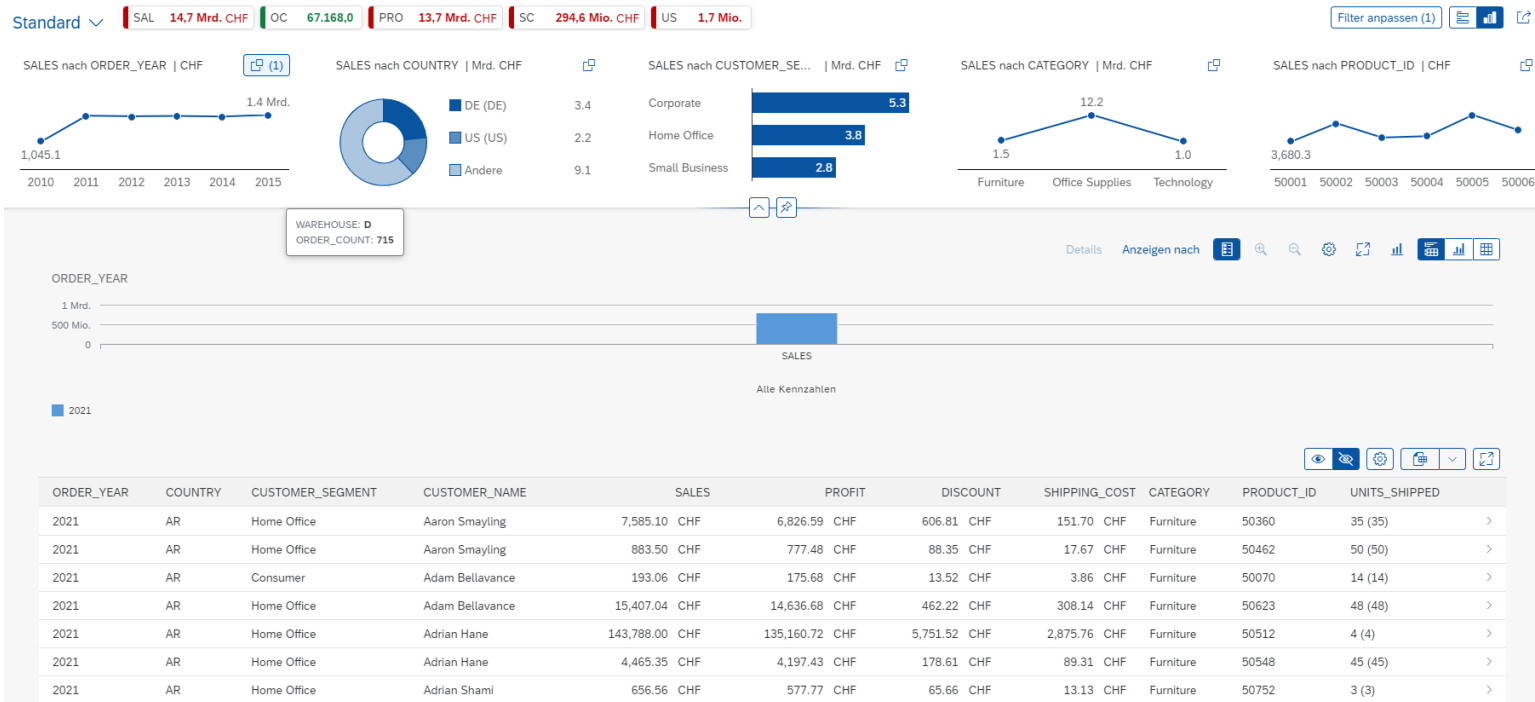 Standard
SAL 14,7 Mrd. CHF
OC 67.168,0
PRO 13,7 Mrd. CHF
SC 294,6 Mio. CHF
US 1,7 Mio.
Filter anpassen (1)
SALES nach ORDER_YEAR | CHF
(1)
1.4 Mrd.
1,045.1
2010 2011 2012 2013 2014 2015
SALES nach COUNTRY | Mrd. CHF
DE (DE) 3.4
US (US) 2.2
Andere 9.1
SALES nach CUSTOMER_SE... | Mrd. CHF
Corporate 5.3
Home Office 3.8
Small Business 2.8
SALES nach CATEGORY | Mrd. CHF
12.2
1.5 1.0
Furniture Office Supplies Technology
SALES nach PRODUCT_ID | CHF
3,680.3
50001 50002 50003 50004 50005 50006
WAREHOUSE: D
ORDER_COUNT: 715
Details Anzeigen nach
ORDER_YEAR
1 Mrd.
500 Mio.
0
SALES
Alle Kennzahlen
2021
ORDER_YEAR COUNTRY CUSTOMER_SEGMENT CUSTOMER_NAME SALES PROFIT DISCOUNT SHIPPING_COST CATEGORY PRODUCT_ID UNITS_SHIPPED
2021 AR Home Office Aaron Smayling 7,585.10 CHF 6,826.59 CHF 606.81 CHF 151.70 CHF Furniture 50360 35 (35)
2021 AR Home Office Aaron Smayling 883.50 CHF 777.48 CHF 88.35 CHF 17.67 CHF Furniture 50462 50 (50)
2021 AR Consumer Adam Bellavance 193.06 CHF 175.68 CHF 13.52 CHF 3.86 CHF Furniture 50070 14 (14)
2021 AR Home Office Adam Bellavance 15,407.04 CHF 14,636.68 CHF 462.22 CHF 308.14 CHF Furniture 50623 48 (48)
2021 AR Home Office Adrian Hane 143,788.00 CHF 135,160.72 CHF 5,751.52 CHF 2,875.76 CHF Furniture 50512 4 (4)
2021 AR Home Office Adrian Hane 4,465.35 CHF 4,197.43 CHF 178.61 CHF 89.31 CHF Furniture 50548 45 (45)
2021 AR Home Office Adrian Shami 656.56 CHF 577.77 CHF 65.66 CHF 13.13 CHF Furniture 50752 3 (3)